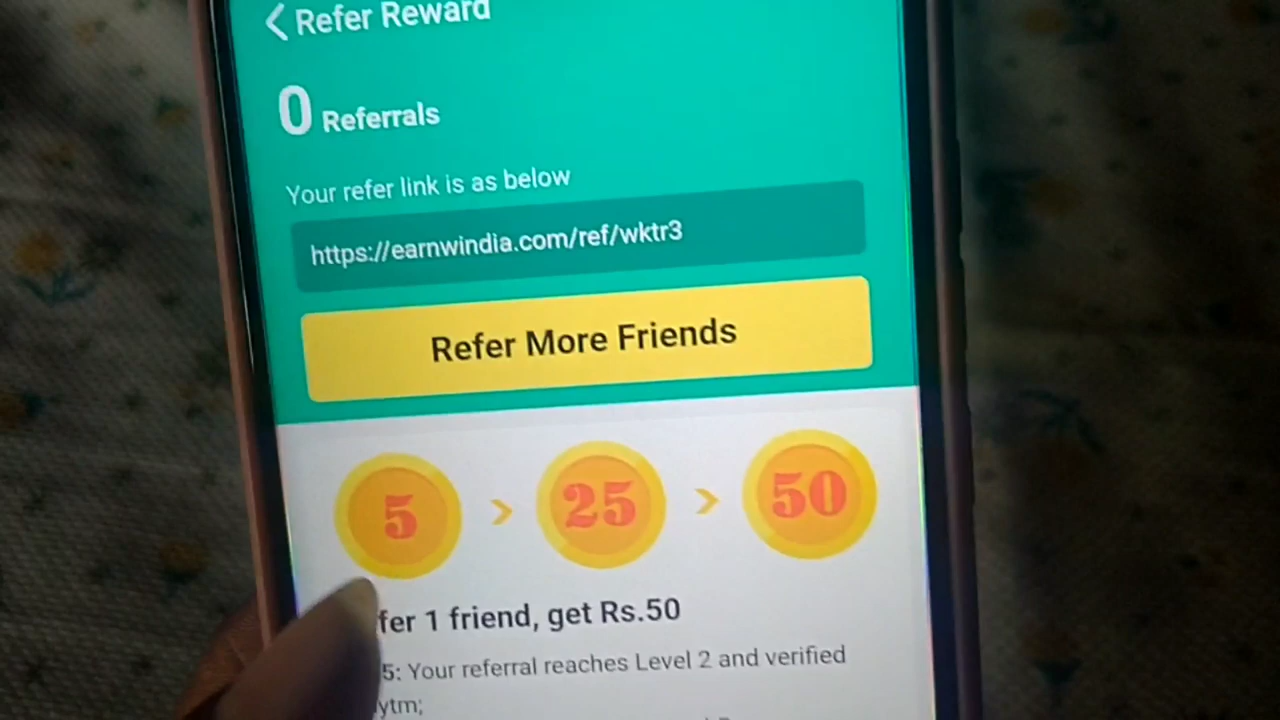 Refer Reward
0 Referrals
Your refer link is as below
https://earnwindia.com/ref/wktr3
Refer More Friends
5 > 25 > 50
fer 1 friend, get Rs.50
5: Your referral reaches Level 2 and verified
ytm;